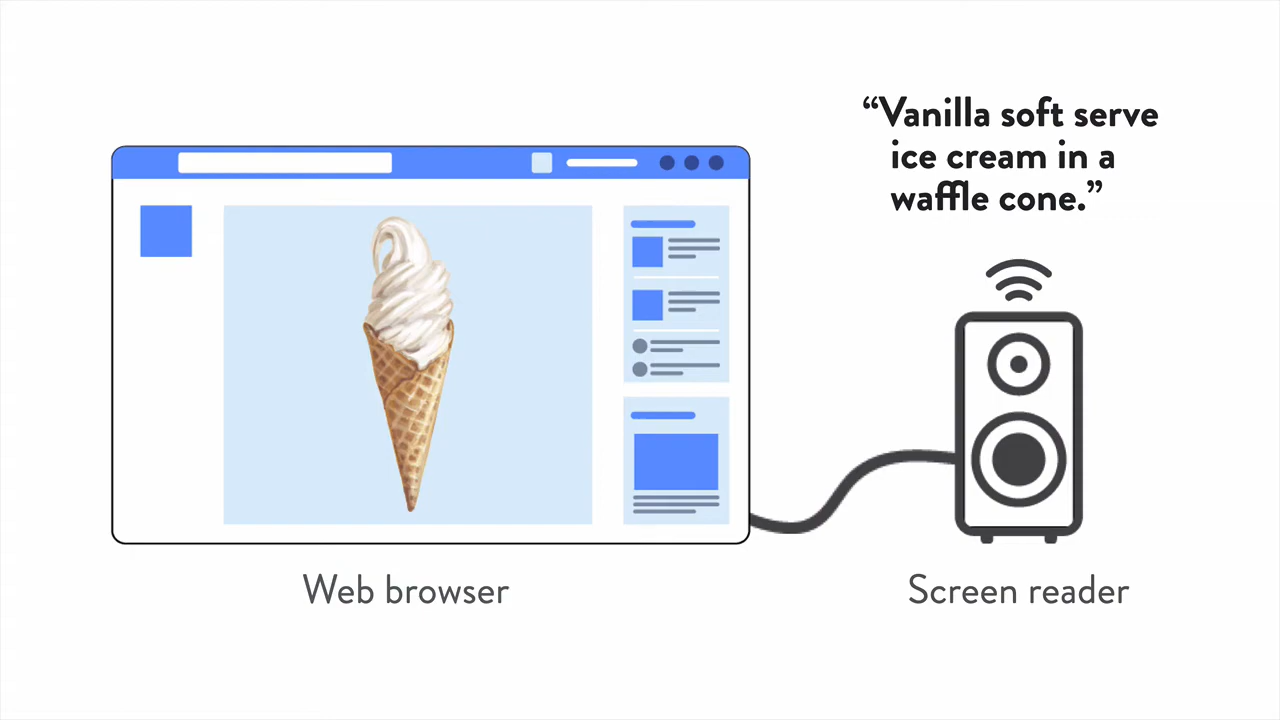 “Vanilla soft serve
ice cream in a
waffle cone.”
Web browser
Screen reader